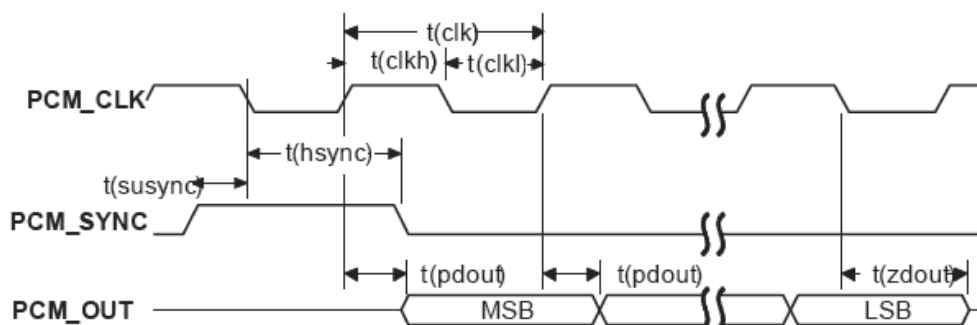 t(clk)
t(clkh) t(clkl)
PCM_CLK
t(hsync)
t(susync)
PCM_SYNC
t(pdout) t(pdout) t(zdout)
PCM_OUT MSB LSB